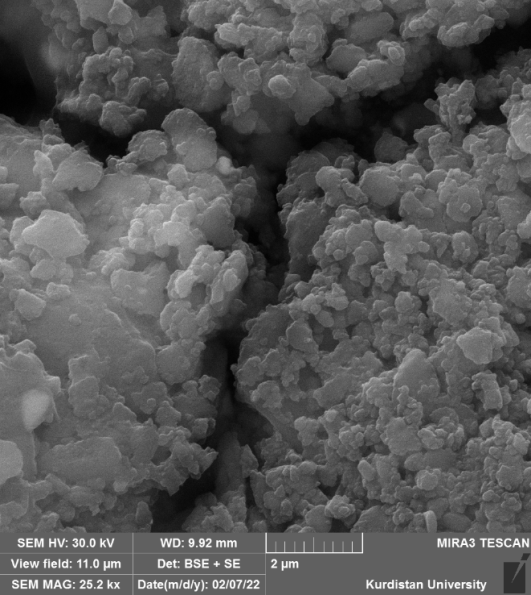 SEM HV: 30.0 kV
WD: 9.92 mm
MIRA3 TESCAN
View field: 11.0 µm
Det: BSE + SE
2 µm
SEM MAG: 25.2 kx
Date(m/d/y): 02/07/22
Kurdistan University